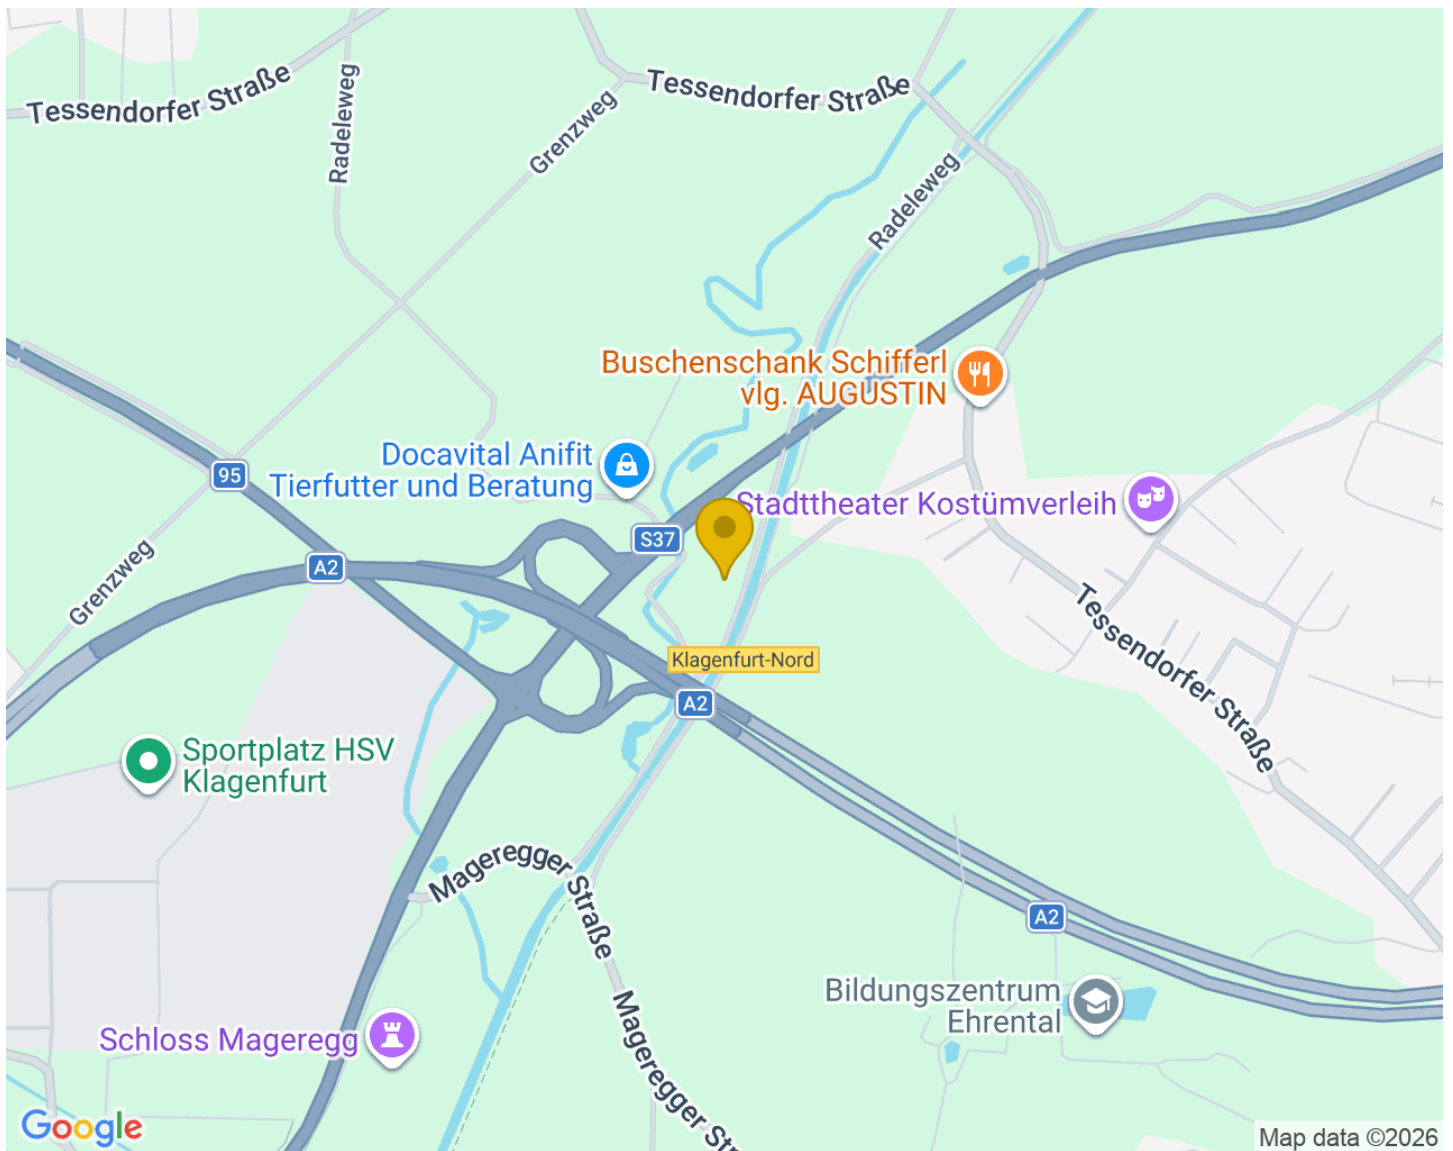 Tessendorfer Straße
Tessendorfer Straße
Radeleweg
Grenzweg
Radeleweg
Buschenschank Schifferl
vlg. AUGUSTIN
Docavital Anifit
Tierfutter und Beratung
95
Stadttheater Kostümverleih
S37
A2
Grenzweg
Tessendorfer Straße
Klagenfurt-Nord
A2
Sportplatz HSV
Klagenfurt
Mageregger Straße
A2
Bildungszentrum
Ehrental
Schloss Mageregg
Mageregger Str
Google
Map data ©2026